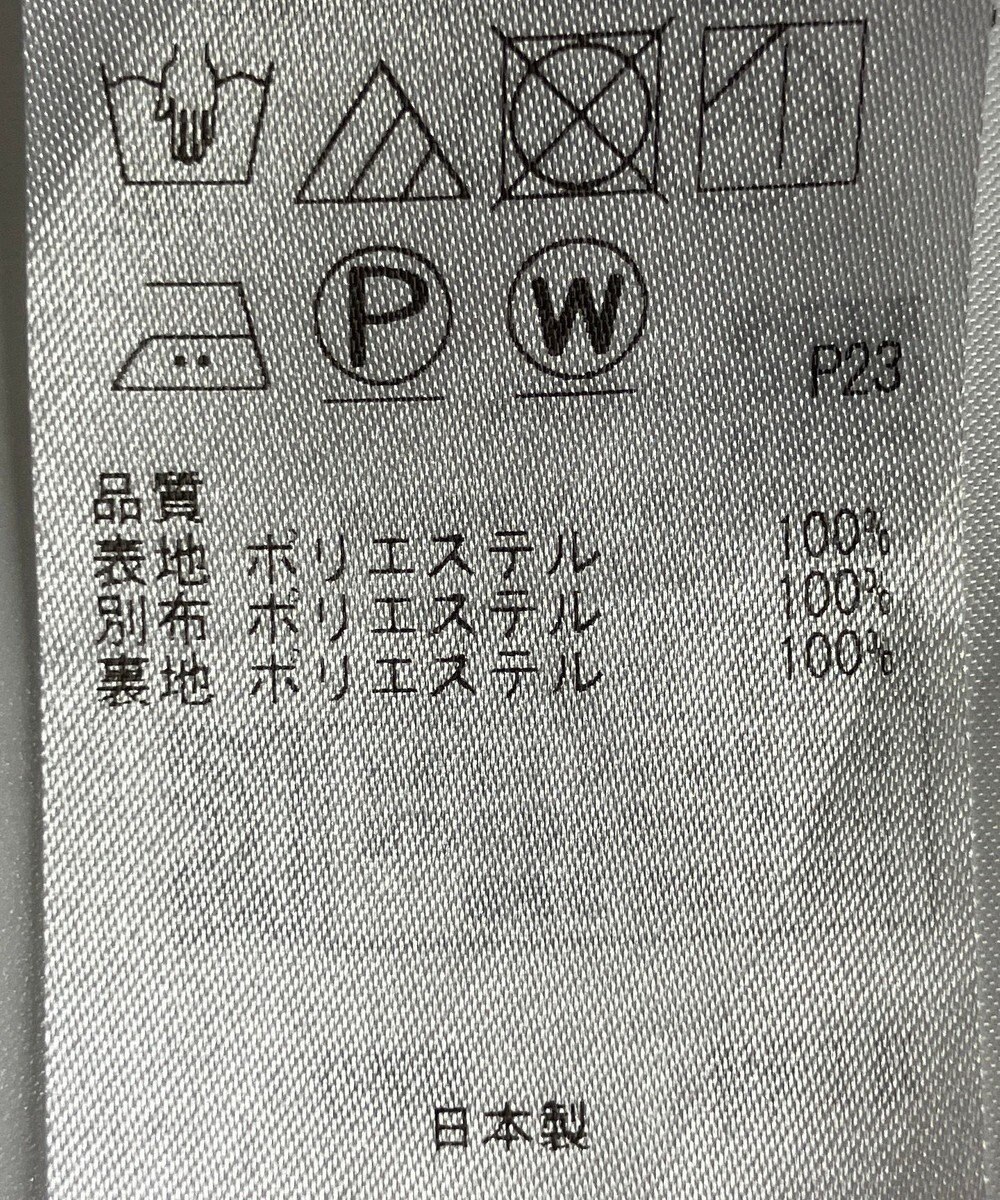 P W P23
品質
表地 ポリエステル 100%
別布 ポリエステル 100%
裏地 ポリエステル 100%
日本製